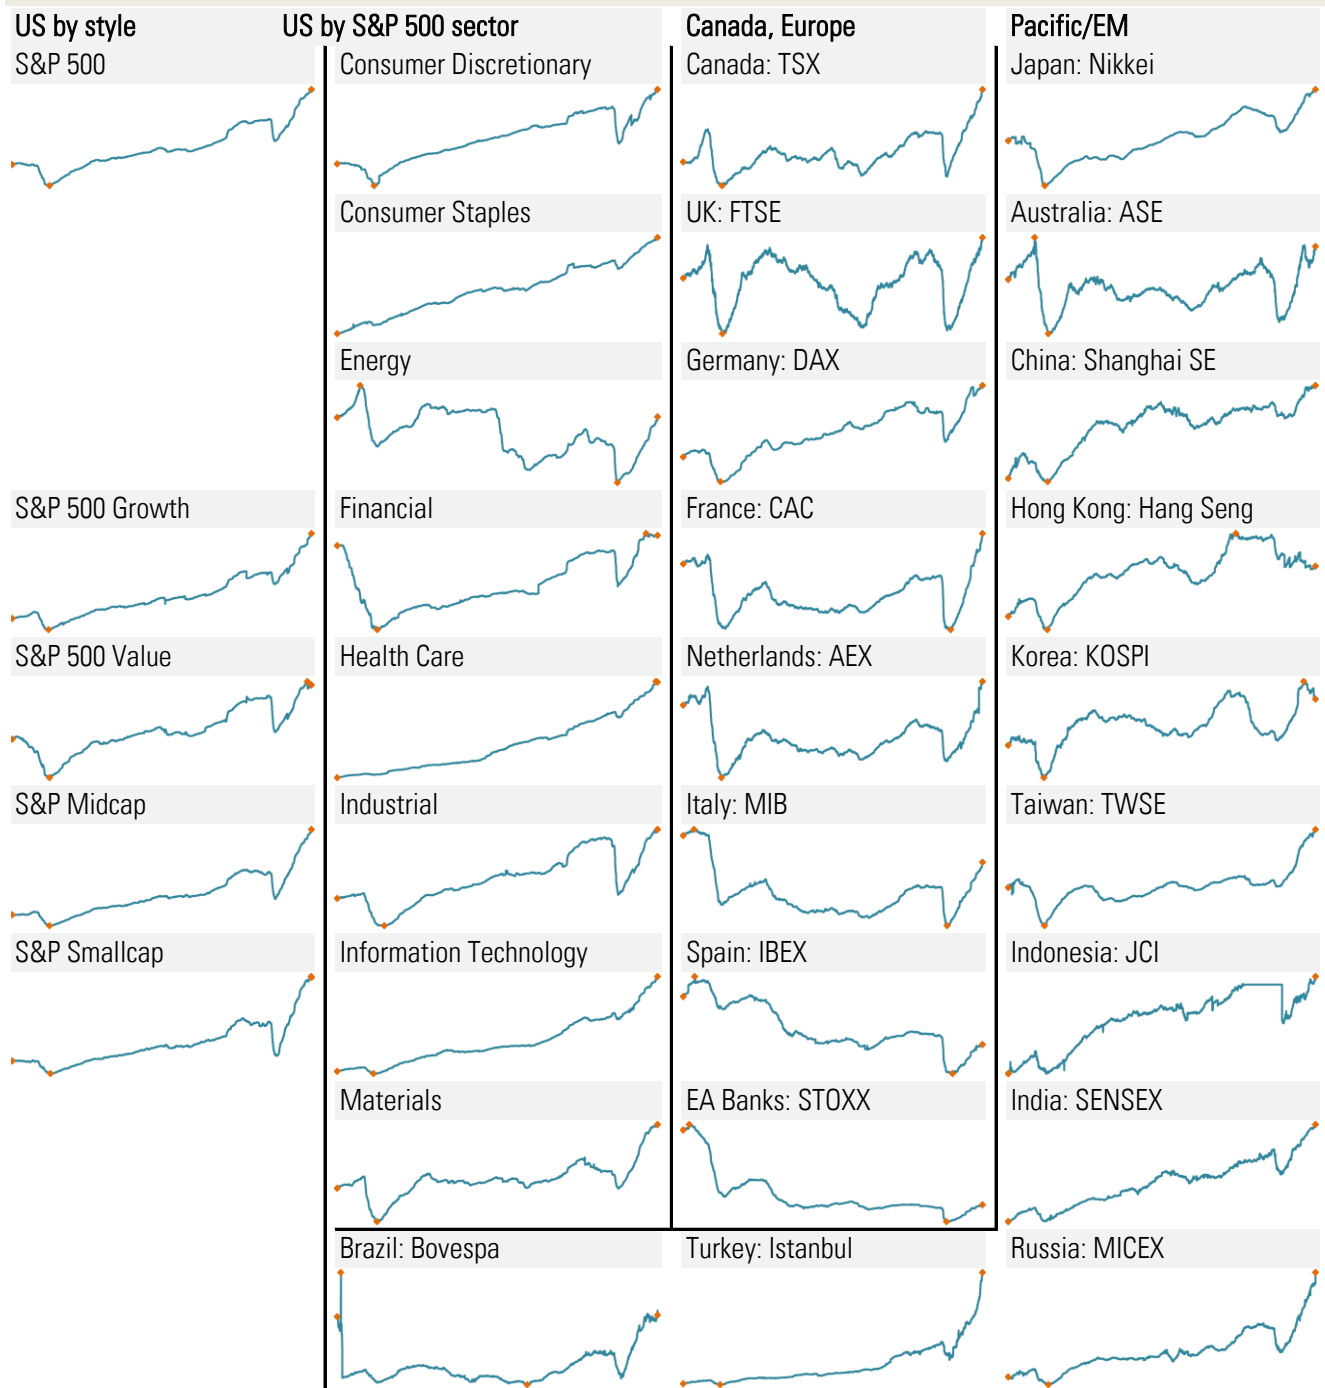 US by style
US by S&P 500 sector
Canada, Europe
Pacific/EM
S&P 500
Consumer Discretionary
Canada: TSX
Japan: Nikkei
Consumer Staples
UK: FTSE
Australia: ASE
Energy
Germany: DAX
China: Shanghai SE
S&P 500 Growth
Financial
France: CAC
Hong Kong: Hang Seng
S&P 500 Value
Health Care
Netherlands: AEX
Korea: KOSPI
S&P Midcap
Industrial
Italy: MIB
Taiwan: TWSE
S&P Smallcap
Information Technology
Spain: IBEX
Indonesia: JCI
Materials
EA Banks: STOXX
India: SENSEX
Brazil: Bovespa
Turkey: Istanbul
Russia: MICEX